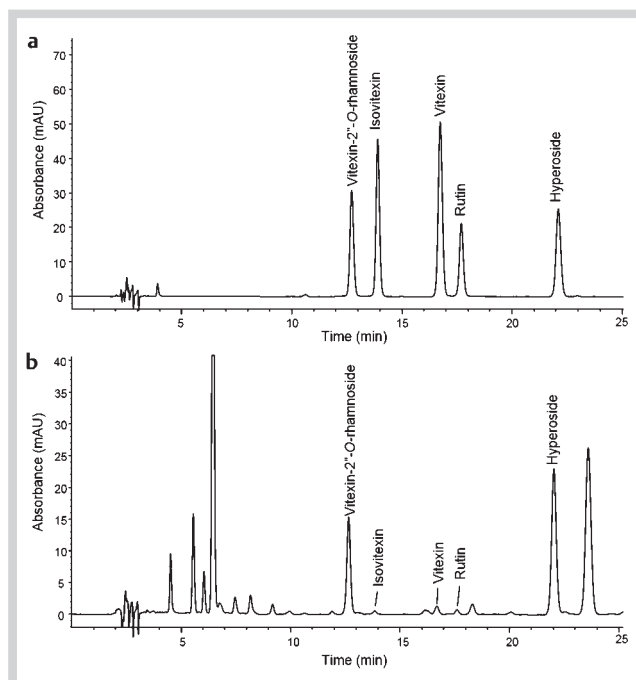 a
Absorbance (mAU)
70
60
50
40
30
20
10
0
Vitexin-2"-O-rhamnoside
Isovitexin
Vitexin
Rutin
Hyperoside
5
10
15
20
25
Time (min)
b
Absorbance (mAU)
40
35
30
25
20
15
10
5
0
Vitexin-2"-O-rhamnoside
Isovitexin
Vitexin
Rutin
Hyperoside
5
10
15
20
25
Time (min)